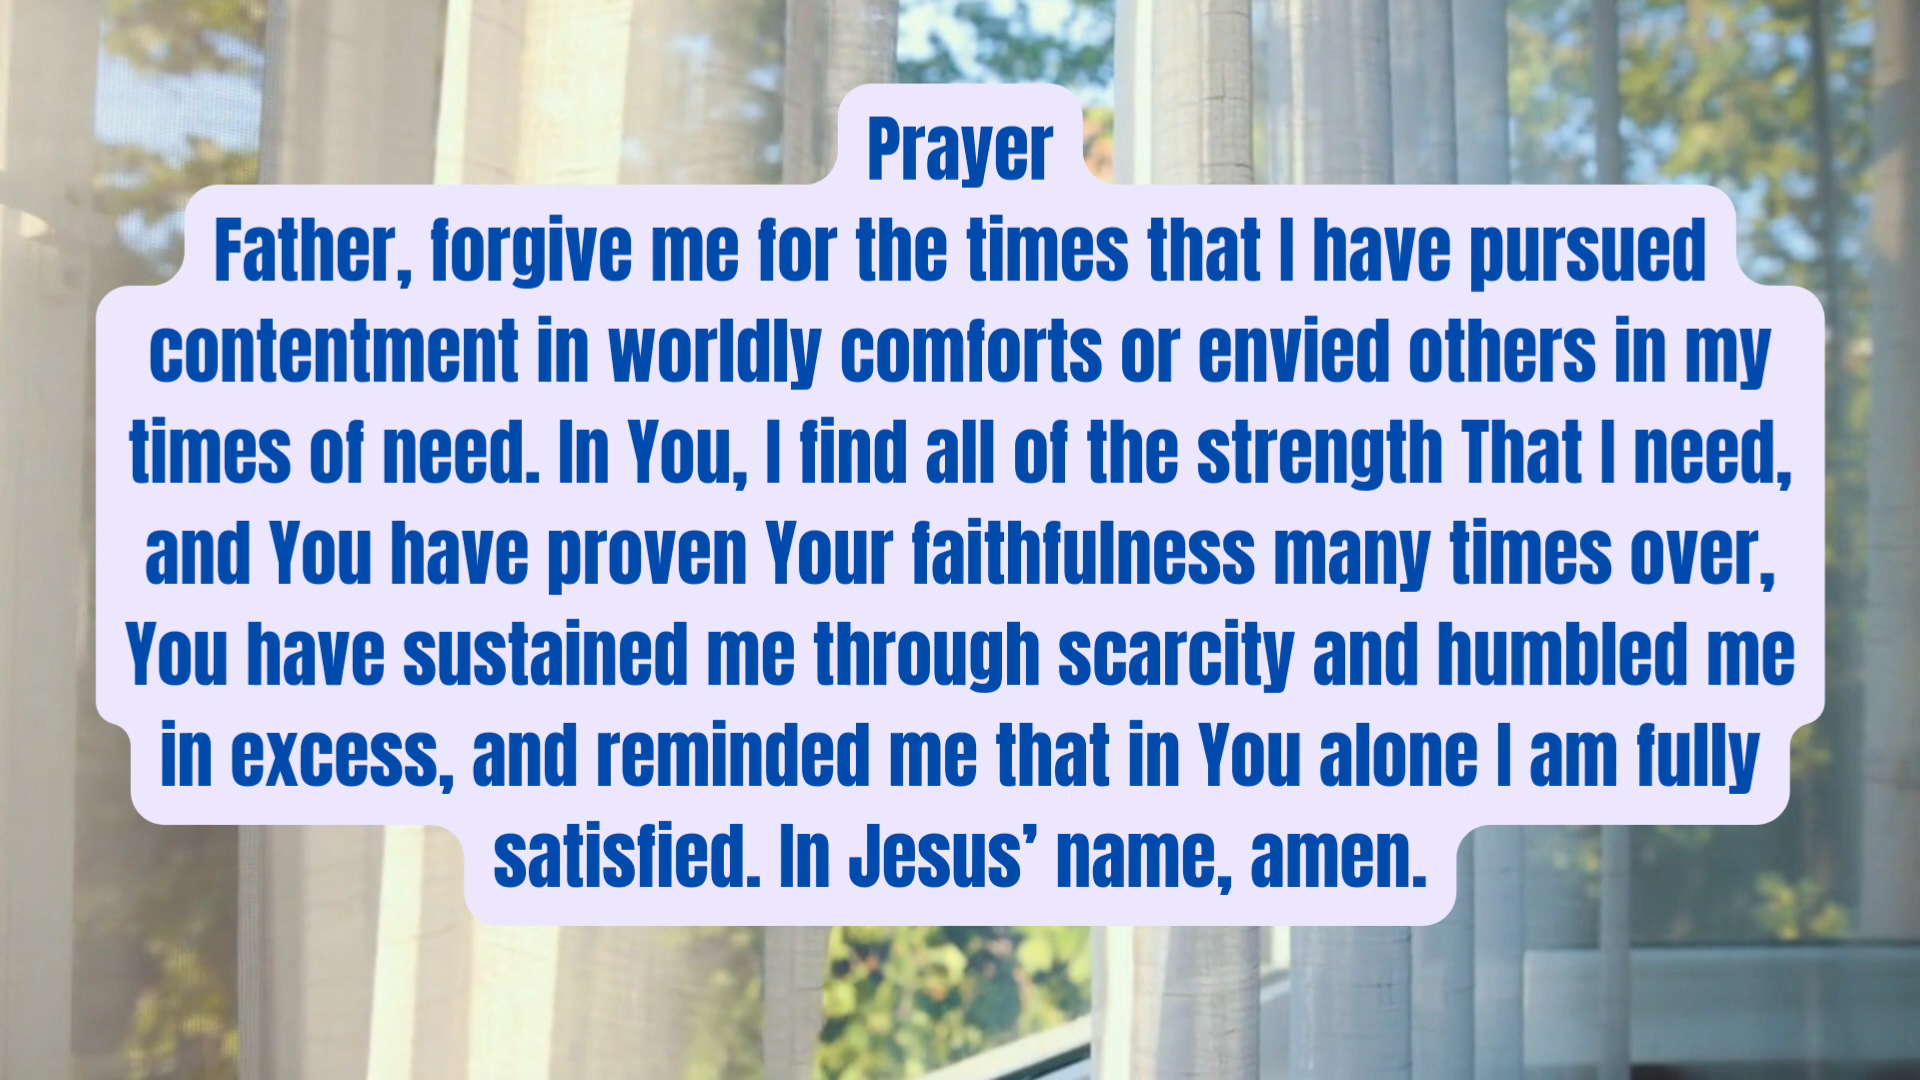 Prayer
Father, forgive me for the times that I have pursued
contentment in worldly comforts or envied others in my
times of need. In You, I find all of the strength That I need,
and You have proven Your faithfulness many times over,
You have sustained me through scarcity and humbled me
in excess, and reminded me that in You alone I am fully
satisfied. In Jesus’ name, amen.